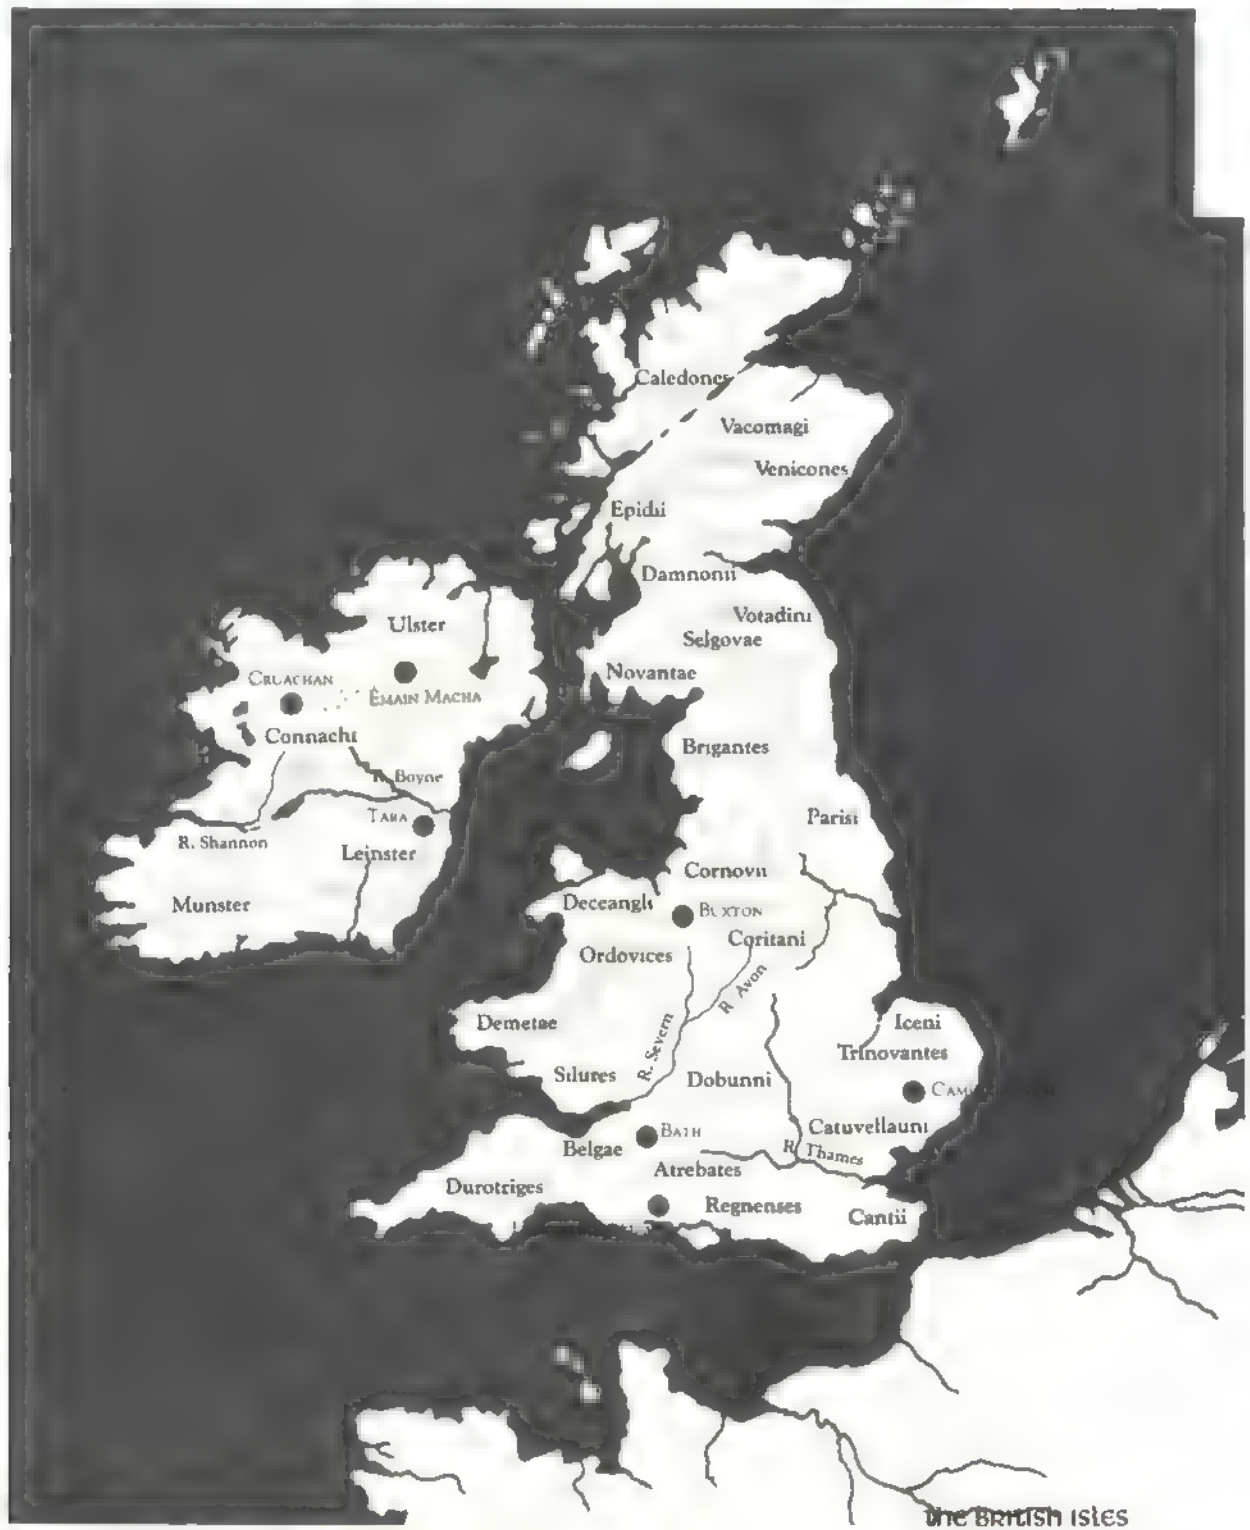 Caledones
Vacomagi
Venicones
Epidii
Damnonii
Votadini
Selgovae
Novantae
Ulster
CRUACHAN
ÉMAIN MACHA
Connacht
R. Boyne
TARA
R. Shannon
Leinster
Munster
Brigantes
Parisi
Cornovii
Deceangli
BUXTON
Coritani
Ordovices
R. Avon
Demetae
R. Severn
Iceni
Trinovantes
Silures
Dobunni
Catuvellauni
BATH
Belgae
R. Thames
Atrebates
Durotriges
Regnenses
Cantii
the BRITISH ISLES